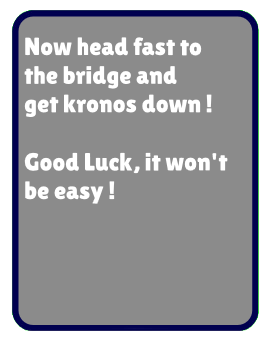 Now head fast to
the bridge and
get kronos down !
Good Luck, it won't
be easy !